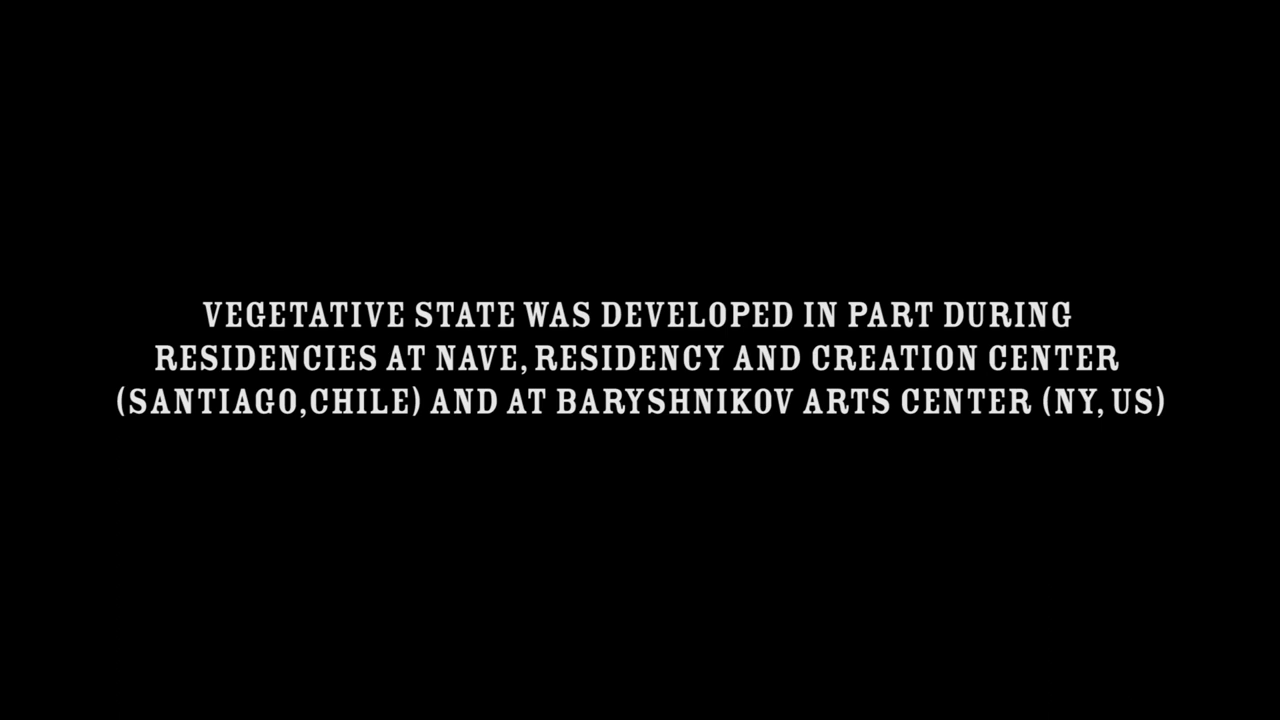 VEGETATIVE STATE WAS DEVELOPED IN PART DURING
RESIDENCIES AT NAVE, RESIDENCY AND CREATION CENTER
(SANTIAGO,CHILE) AND AT BARYSHNIKOV ARTS CENTER (NY, US)